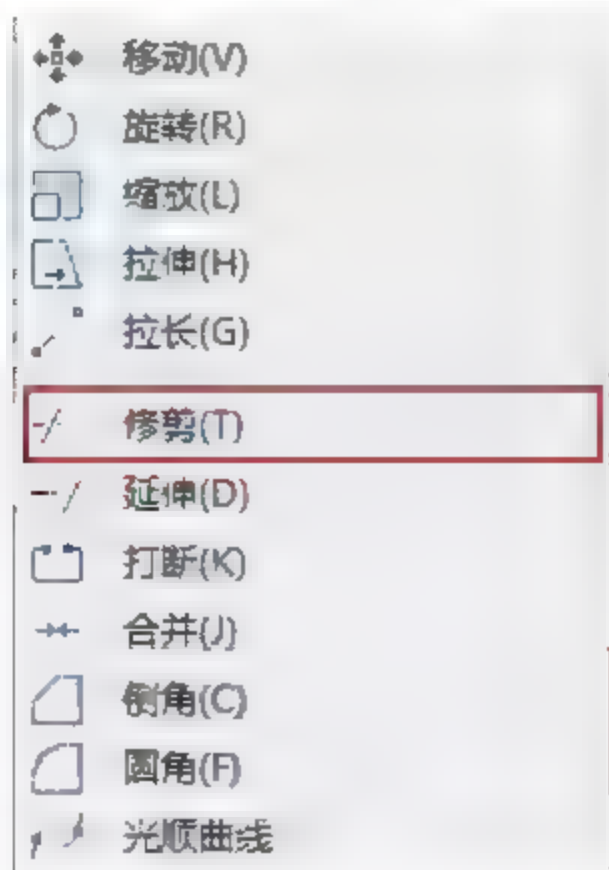 移动(V)
旋转(R)
缩放(L)
拉伸(H)
拉长(G)
修剪(T)
延伸(D)
打断(K)
合并(J)
倒角(C)
圆角(F)
光顺曲线